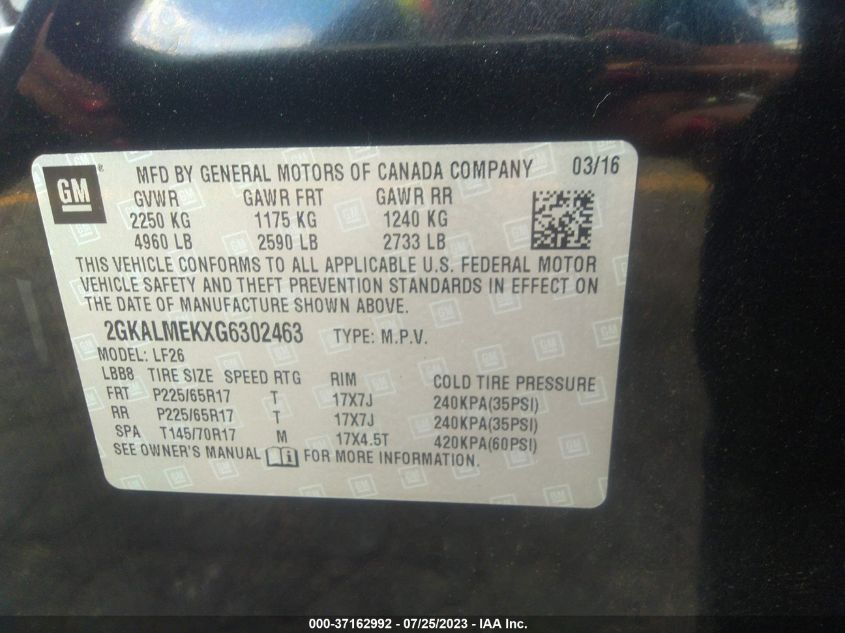 GM ® MFD BY GENERAL MOTORS OF CANADA COMPANY 03/16
GVWR GAWR FRT GAWR RR
2250 KG 1175 KG 1240 KG
4960 LB 2590 LB 2733 LB
THIS VEHICLE CONFORMS TO ALL APPLICABLE U.S. FEDERAL MOTOR
VEHICLE SAFETY AND THEFT PREVENTION STANDARDS IN EFFECT ON
THE DATE OF MANUFACTURE SHOWN ABOVE.
2GKALMEKXG6302463 TYPE: M.P.V.
MODEL: LF26
LBB8 TIRE SIZE SPEED RTG RIM COLD TIRE PRESSURE
FRT P225/65R17 T 17X7J 240KPA(35PSI)
RR P225/65R17 T 17X7J 240KPA(35PSI)
SPA T145/70R17 M 17X4.5T 420KPA(60PSI)
SEE OWNER'S MANUAL i FOR MORE INFORMATION.
000-37162992 - 07/25/2023 - IAA Inc.